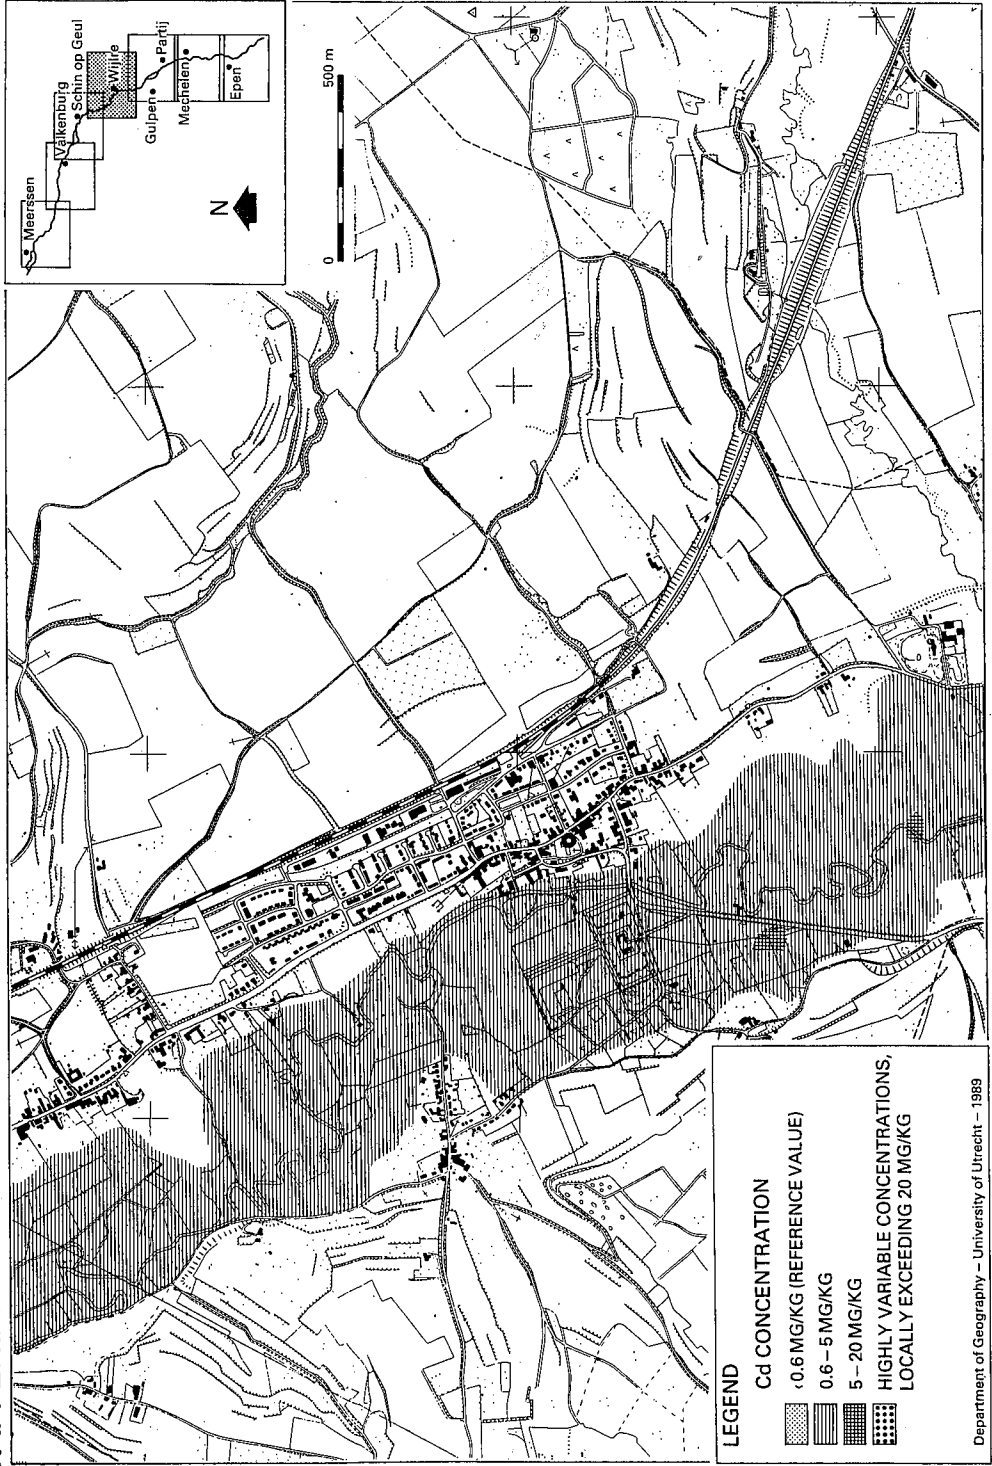 Meerssen
Valkenburg
Schin op Geul
Wijlre
Gulpen
Partij
Mechelen
Epen
N
0 500 m
LEGEND
Cd CONCENTRATION
<0.6 MG/KG (REFERENCE VALUE)
0.6 – 5 MG/KG
5 – 20 MG/KG
HIGHLY VARIABLE CONCENTRATIONS,
LOCALLY EXCEEDING 20 MG/KG
Department of Geography – University of Utrecht – 1989